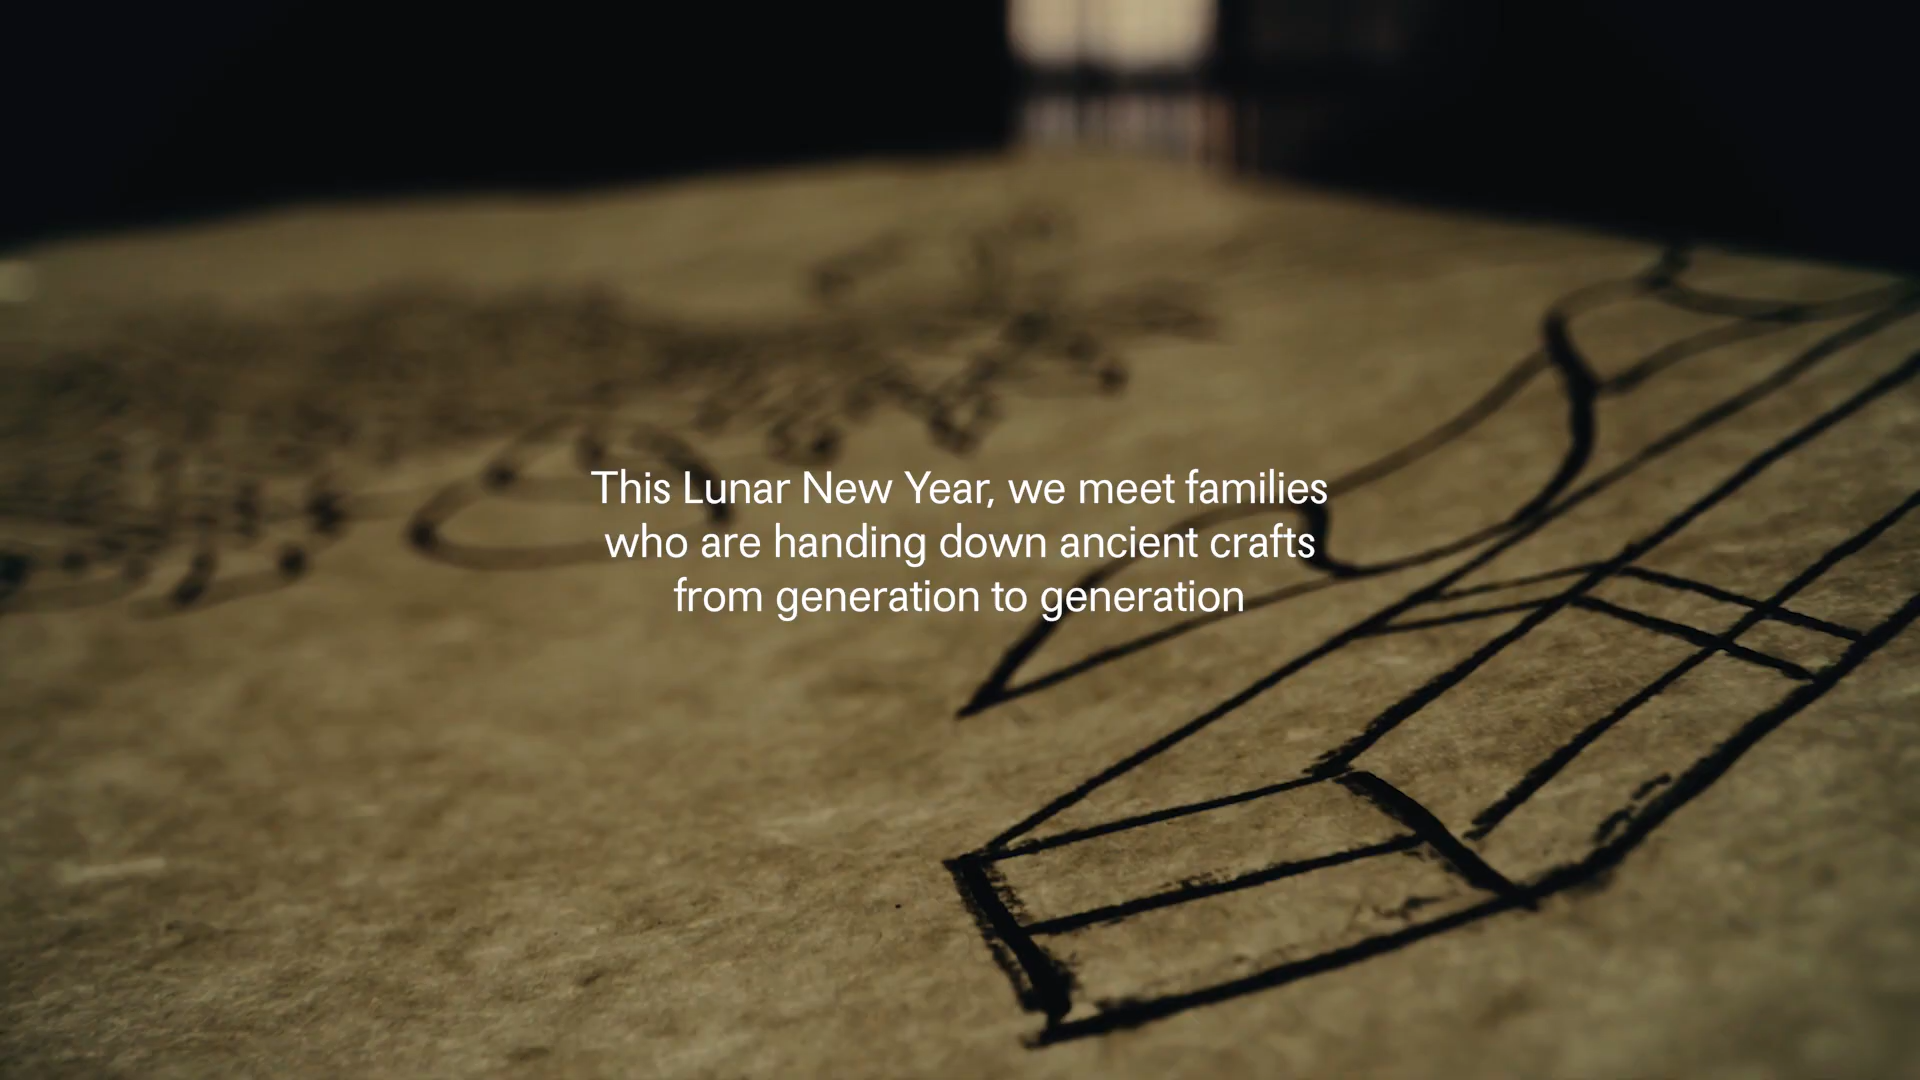 This Lunar New Year, we meet families
who are handing down ancient crafts
from generation to generation